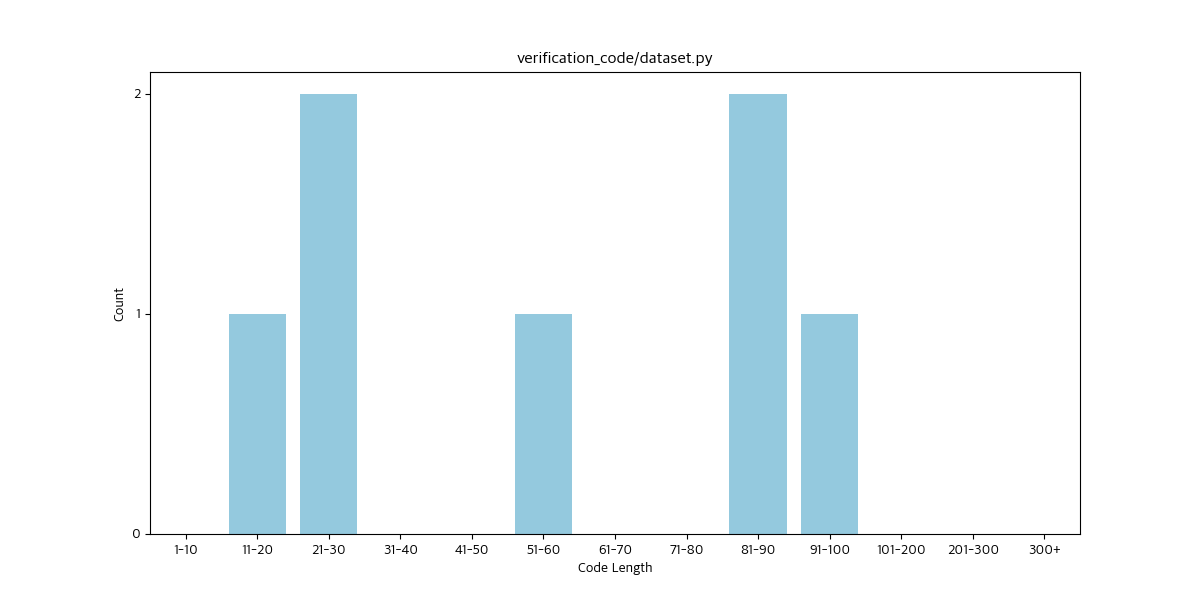 verification_code/dataset.py
2
1
0
Count
1-10 11-20 21-30 31-40 41-50 51-60 61-70 71-80 81-90 91-100 101-200 201-300 300+
Code Length